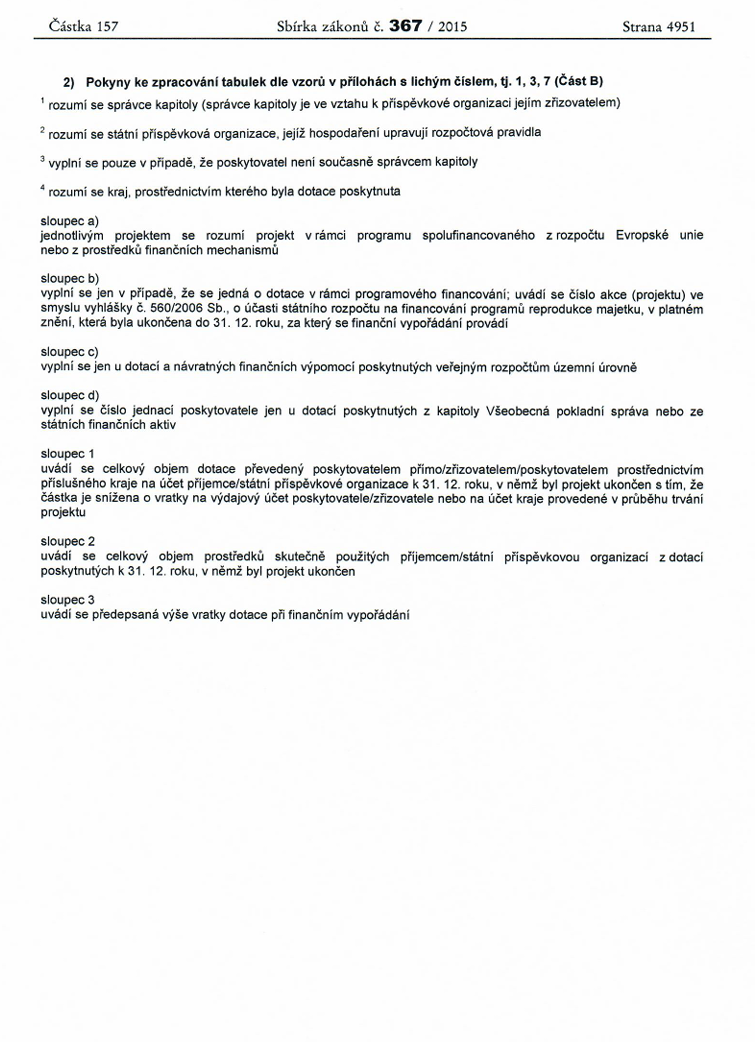 Částka 157 Sbírka zákonů č. 367 / 2015 Strana 4951
2) Pokyny ke zpracování tabulek dle vzorů v přílohách s lichým číslem, tj. 1, 3, 7 (Část B)
1 rozumí se správce kapitoly (správce kapitoly je ve vztahu k příspěvkové organizaci jejím zřizovatelem)
2 rozumí se státní příspěvková organizace, jejíž hospodaření upravují rozpočtová pravidla
3 vyplní se pouze v případě, že poskytovatel není současně správcem kapitoly
4 rozumí se kraj, prostřednictvím kterého byla dotace poskytnuta
sloupec a)
jednotlivým projektem se rozumí projekt v rámci programu spolufinancovaného z rozpočtu Evropské unie
nebo z prostředků finančních mechanismů
sloupec b)
vyplní se jen v případě, že se jedná o dotace v rámci programového financování; uvádí se číslo akce (projektu) ve
smyslu vyhlášky č. 560/2006 Sb., o účasti státního rozpočtu na financování programů reprodukce majetku, v platném
znění, která byla ukončena do 31. 12. roku, za který se finanční vypořádání provádí
sloupec c)
vyplní se jen u dotací a návratných finančních výpomocí poskytnutých veřejným rozpočtům územní úrovně
sloupec d)
vyplní se číslo jednací poskytovatele jen u dotací poskytnutých z kapitoly Všeobecná pokladní správa nebo ze
státních finančních aktiv
sloupec 1
uvádí se celkový objem dotace převedený poskytovatelem přímo/zřizovatelem/poskytovatelem prostřednictvím
příslušného kraje na účet příjemce/státní příspěvkové organizace k 31. 12. roku, v němž byl projekt ukončen s tím, že
částka je snížena o vratky na výdajový účet poskytovatele/zřizovatele nebo na účet kraje provedené v průběhu trvání
projektu
sloupec 2
uvádí se celkový objem prostředků skutečně použitých příjemcem/státní příspěvkovou organizací z dotací
poskytnutých k 31. 12. roku, v němž byl projekt ukončen
sloupec 3
uvádí se předepsaná výše vratky dotace při finančním vypořádání